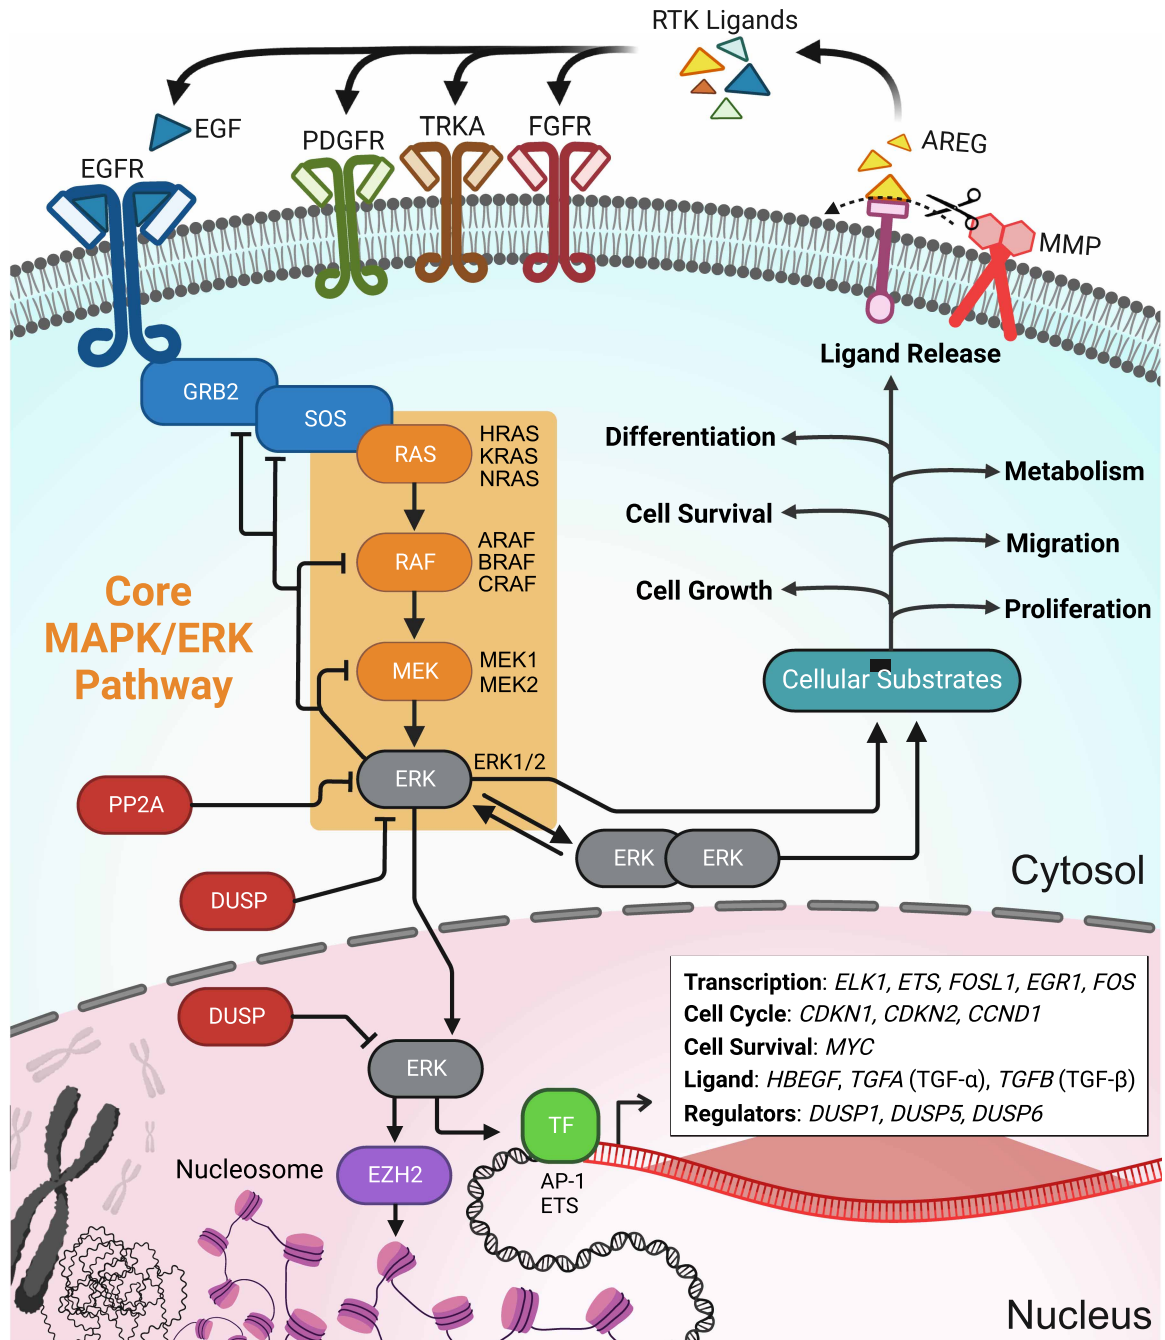 RTK Ligands
EGF
PDGFR
TRKA
FGFR
AREG
EGFR
MMP
Ligand Release
GRB2
SOS
RAS
HRAS
KRAS
NRAS
Differentiation
Metabolism
Cell Survival
Migration
Cell Growth
Proliferation
RAF
ARAF
BRAF
CRAF
Core
MAPK/ERK
Pathway
MEK
MEK1
MEK2
Cellular Substrates
ERK
ERK1/2
PP2A
ERK
ERK
Cytosol
DUSP
DUSP
ERK
Transcription: ELK1, ETS, FOSL1, EGR1, FOS
Cell Cycle: CDKN1, CDKN2, CCND1
Cell Survival: MYC
Ligand: HBEGF, TGFA (TGF-α), TGFB (TGF-β)
Regulators: DUSP1, DUSP5, DUSP6
TF
AP-1
ETS
Nucleosome
EZH2
Nucleus